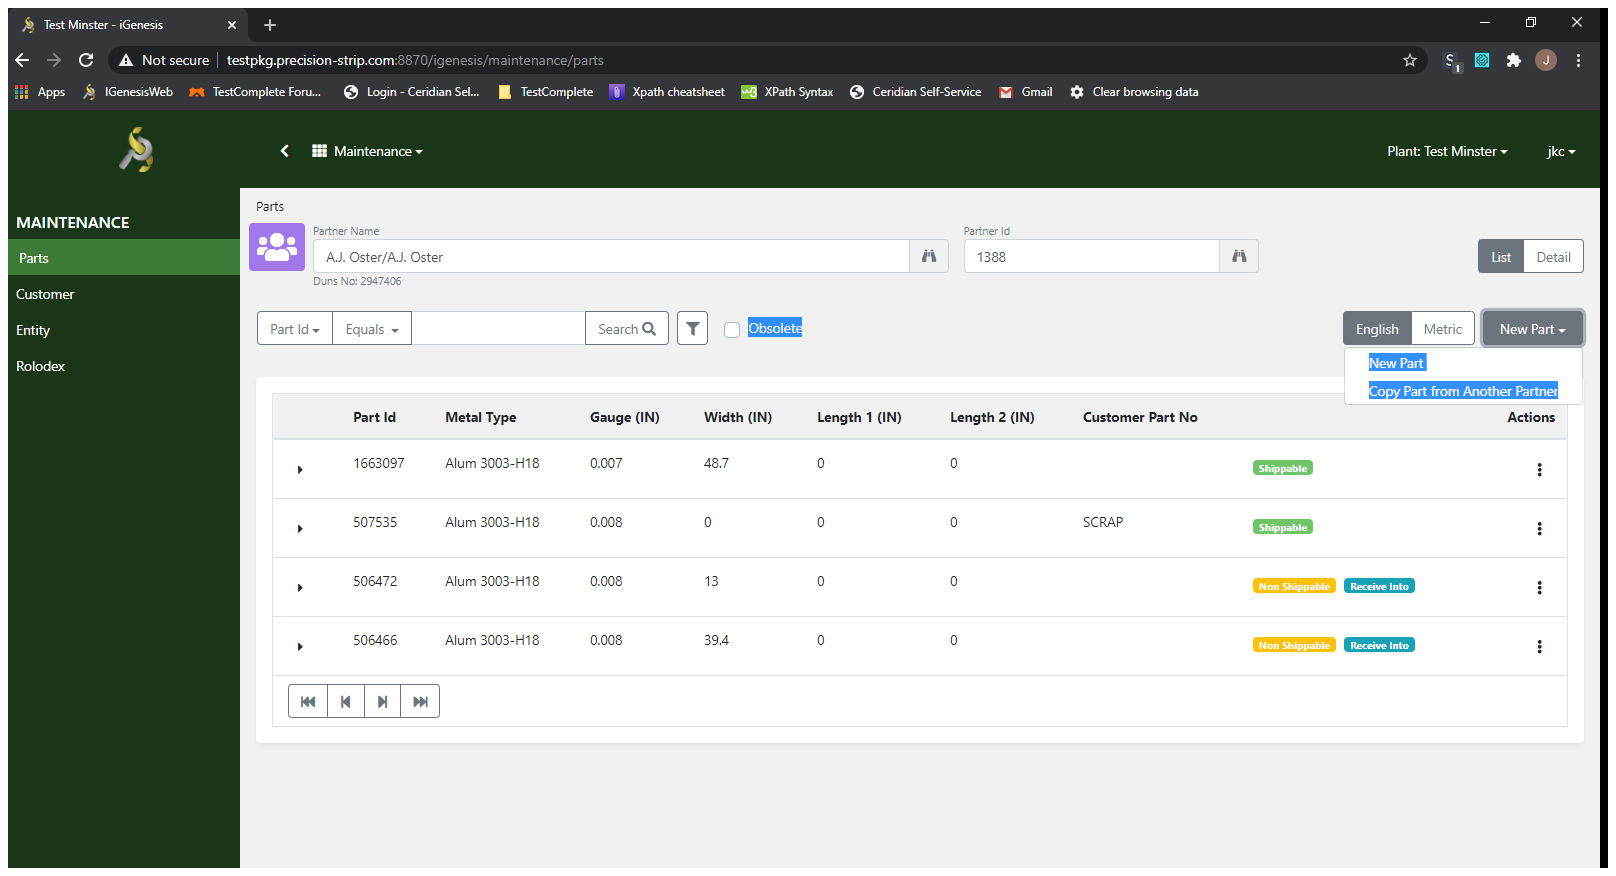 Test Minster - iGenesis
Not secure testpkg.precision-strip.com:8870/igenesis/maintenance/parts
S 1 J
Apps IGenesisWeb TestComplete Foru... Login - Ceridian Sel... TestComplete Xpath cheatsheet XPath Syntax Ceridian Self-Service Gmail Clear browsing data
Maintenance Plant: Test Minster jkc
MAINTENANCE
Parts
Customer
Entity
Rolodex
Parts
Partner Name Partner Id
A.J. Oster/A.J. Oster 1388 List Detail
Duns No: 2947406
Part Id Equals Search Obsolete English Metric New Part
New Part
Copy Part from Another Partner
Part Id Metal Type Gauge (IN) Width (IN) Length 1 (IN) Length 2 (IN) Customer Part No Actions
1663097 Alum 3003-H18 0.007 48.7 0 0 Shippable
507535 Alum 3003-H18 0.008 0 0 0 SCRAP Shippable
506472 Alum 3003-H18 0.008 13 0 0 Non Shippable Receive Into
506466 Alum 3003-H18 0.008 39.4 0 0 Non Shippable Receive Into